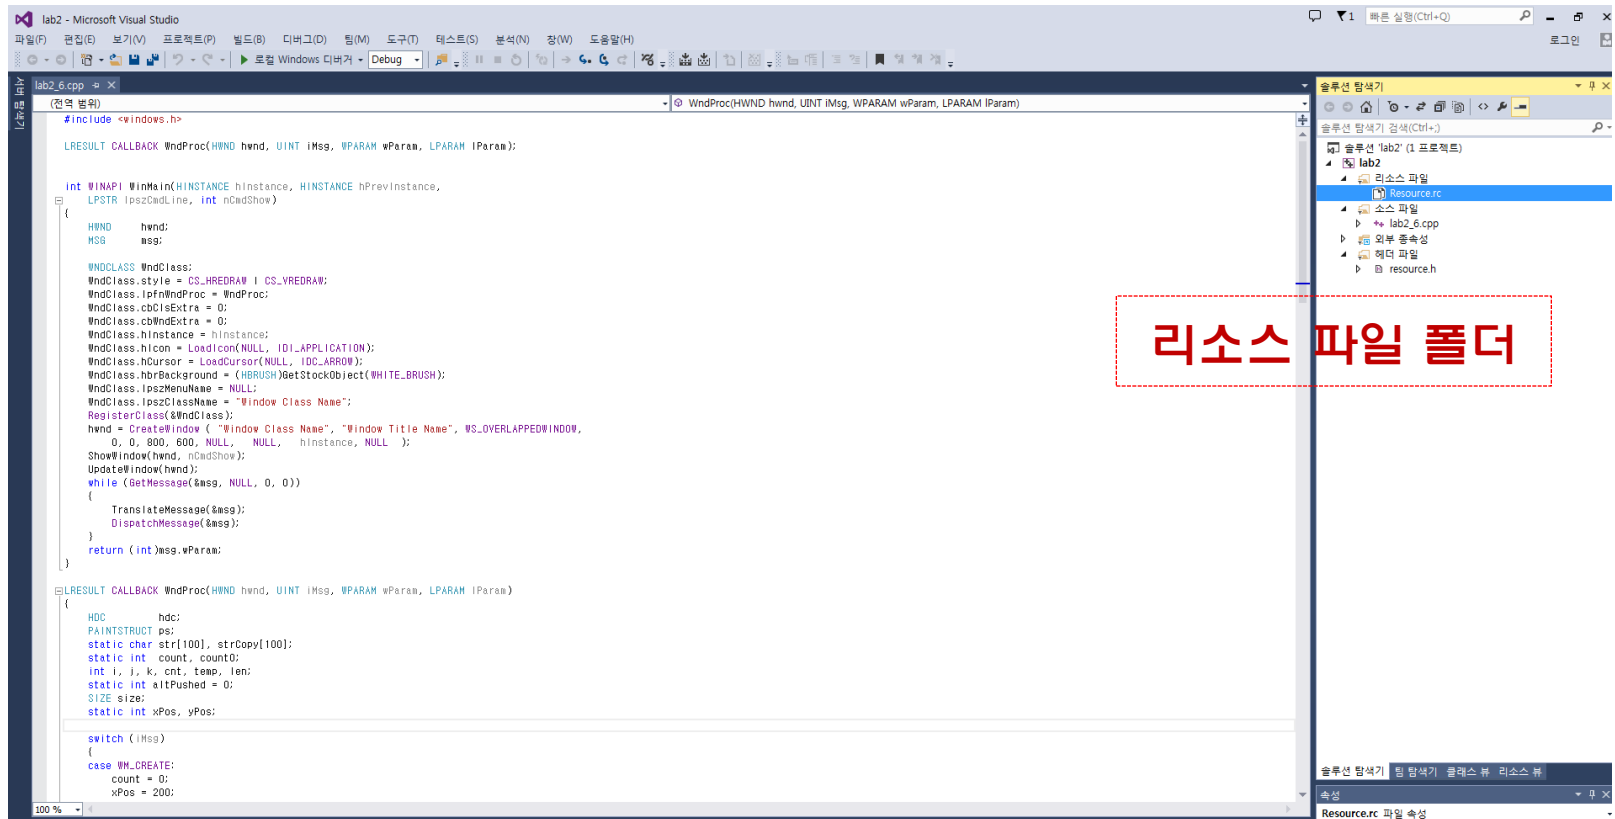 lab2 - Microsoft Visual Studio
1
빠른 실행(Ctrl+Q)
파일(F) 편집(E) 보기(V) 프로젝트(P) 빌드(B) 디버그(D) 팀(M) 도구(T) 테스트(S) 분석(N) 창(W) 도움말(H)
로그인
로컬 Windows 디버거 Debug
서버 탐색기
lab2_6.cpp
(전역 범위)
WndProc(HWND hwnd, UINT iMsg, WPARAM wParam, LPARAM lParam)
#include <windows.h>
LRESULT CALLBACK WndProc(HWND hwnd, UINT iMsg, WPARAM wParam, LPARAM lParam);
int WINAPI WinMain(HINSTANCE hInstance, HINSTANCE hPrevInstance,
LPSTR lpszCmdLine, int nCmdShow)
{
HWND hwnd;
MSG msg;
WNDCLASS WndClass;
WndClass.style = CS_HREDRAW | CS_VREDRAW;
WndClass.lpfnWndProc = WndProc;
WndClass.cbClsExtra = 0;
WndClass.cbWndExtra = 0;
WndClass.hInstance = hInstance;
WndClass.hIcon = LoadIcon(NULL, IDI_APPLICATION);
WndClass.hCursor = LoadCursor(NULL, IDC_ARROW);
WndClass.hbrBackground = (HBRUSH)GetStockObject(WHITE_BRUSH);
WndClass.lpszMenuName = NULL;
WndClass.lpszClassName = "Window Class Name";
RegisterClass(&WndClass);
hwnd = CreateWindow ( "Window Class Name", "Window Title Name", WS_OVERLAPPEDWINDOW,
0, 0, 800, 600, NULL, NULL, hInstance, NULL );
ShowWindow(hwnd, nCmdShow);
UpdateWindow(hwnd);
while (GetMessage(&msg, NULL, 0, 0))
{
TranslateMessage(&msg);
DispatchMessage(&msg);
}
return (int)msg.wParam;
}
LRESULT CALLBACK WndProc(HWND hwnd, UINT iMsg, WPARAM wParam, LPARAM lParam)
{
HDC hdc;
PAINTSTRUCT ps;
static char str[100], strCopy[100];
static int count, count0;
int i, j, k, cnt, temp, len;
static int altPushed = 0;
SIZE size;
static int xPos, yPos;
switch (iMsg)
{
case WM_CREATE:
count = 0;
xPos = 200;
100 %
솔루션 탐색기
솔루션 탐색기 검색(Ctrl+;)
솔루션 'lab2' (1 프로젝트)
lab2
리소스 파일
Resource.rc
소스 파일
lab2_6.cpp
외부 종속성
헤더 파일
resource.h
리소스 파일 폴더
솔루션 탐색기 팀 탐색기 클래스 뷰 리소스 뷰
속성
Resource.rc 파일 속성